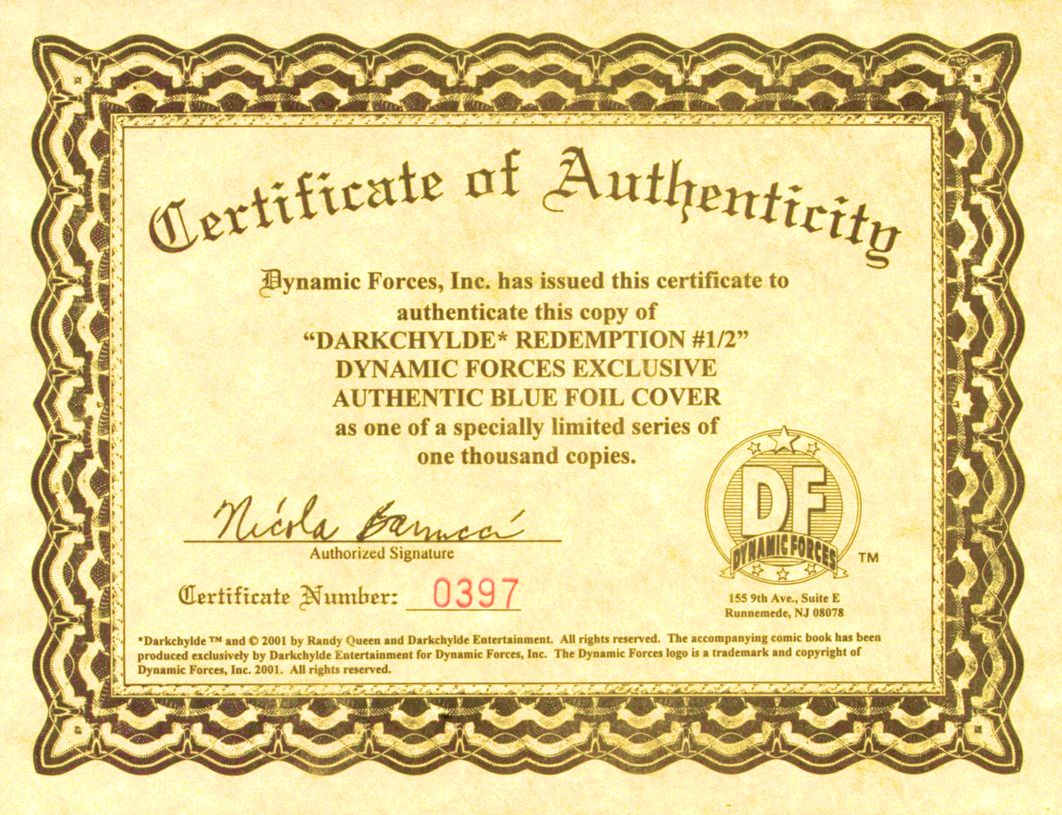 Certificate of Authenticity
Dynamic Forces, Inc. has issued this certificate to
authenticate this copy of
“DARKCHYLDE* REDEMPTION #1/2”
DYNAMIC FORCES EXCLUSIVE
AUTHENTIC BLUE FOIL COVER
as one of a specially limited series of
one thousand copies.
Nicola Barrucci
Authorized Signature
Certificate Number: 0397
DF
DYNAMIC FORCES
TM
155 9th Ave., Suite E
Runnemede, NJ 08078
*Darkchylde ™ and © 2001 by Randy Queen and Darkchylde Entertainment. All rights reserved. The accompanying comic book has been
produced exclusively by Darkchylde Entertainment for Dynamic Forces, Inc. The Dynamic Forces logo is a trademark and copyright of
Dynamic Forces, Inc. 2001. All rights reserved.